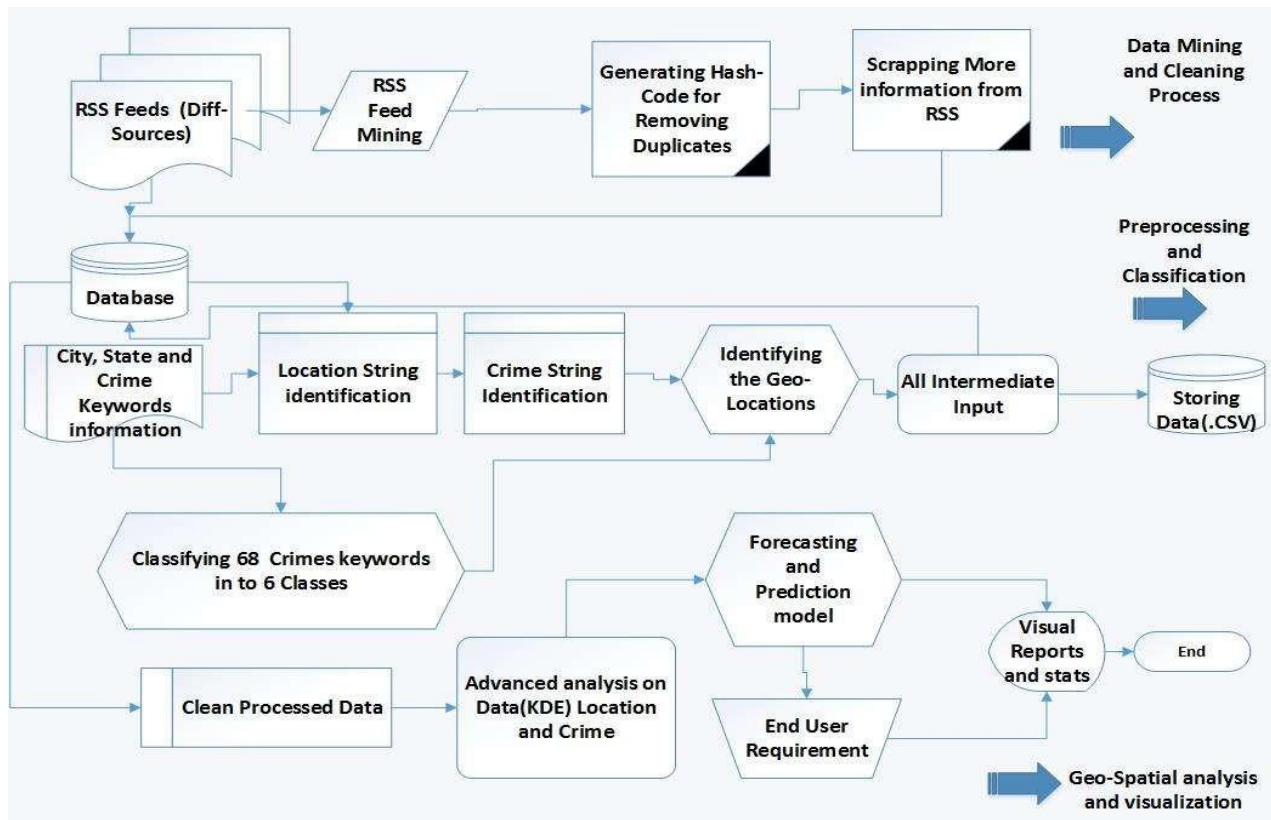 RSS Feeds (Diff-
Sources)
RSS
Feed
Mining
Generating Hash-
Code for
Removing
Duplicates
Scrapping More
information from
RSS
Data Mining
and Cleaning
Process
Preprocessing
and
Classification
Database
City, State and
Crime
Keywords
information
Location String
identification
Crime String
Identification
Identifying
the Geo-
Locations
All Intermediate
Input
Storing
Data(.CSV)
Classifying 68 Crimes keywords
in to 6 Classes
Forecasting
and
Prediction
model
Visual
Reports
and stats
End
Clean Processed Data
Advanced analysis on
Data(KDE) Location
and Crime
End User
Requirement
Geo-Spatial analysis
and visualization